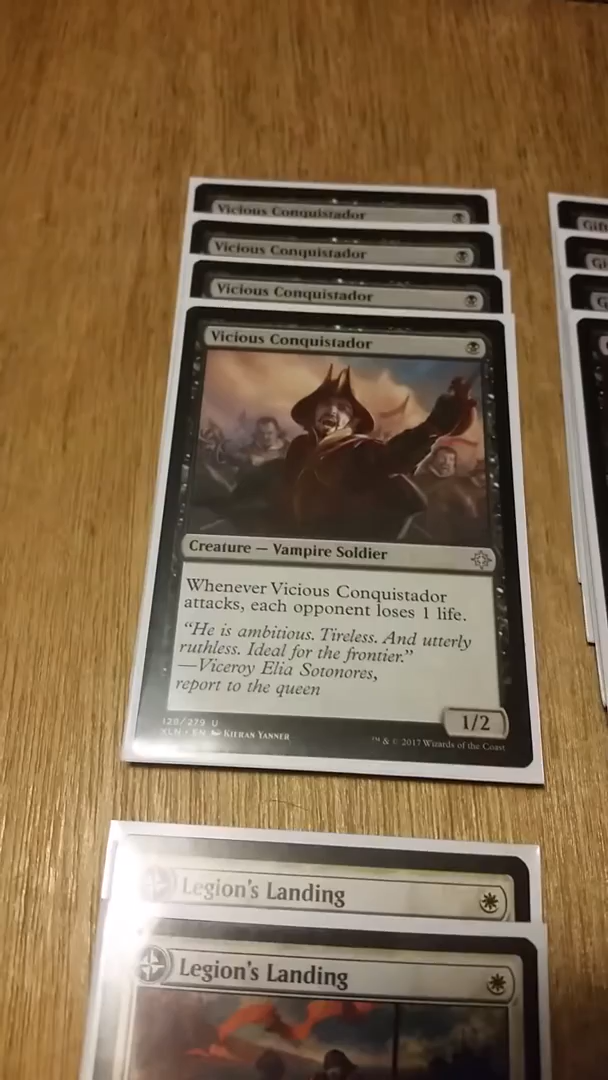 Vicious Conquistador
Vicious Conquistador
Vicious Conquistador
Vicious Conquistador
Creature — Vampire Soldier
Whenever Vicious Conquistador
attacks, each opponent loses 1 life.
"He is ambitious. Tireless. And utterly
ruthless. Ideal for the frontier."
—Viceroy Elia Sotonores,
report to the queen
1/2
128/279 U
XLN • EN KIERAN YANNER
™ & © 2017 Wizards of the Coast
Legion's Landing
Legion's Landing